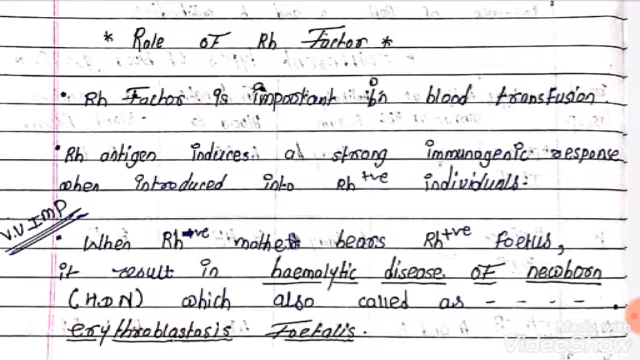 * Role of Rh Factor *
• Rh Factor is important in blood transfusion.
• Rh antigen induces a strong immunogenic response
when introduced into Rh +ve individuals.
V.V.IMP
• When Rh -ve mother bears Rh +ve foetus,
it result in haemolytic disease of newborn
(H.D.N) which also called as - - - -
erythroblastosis Foetalis.
Made with KINEMASTER